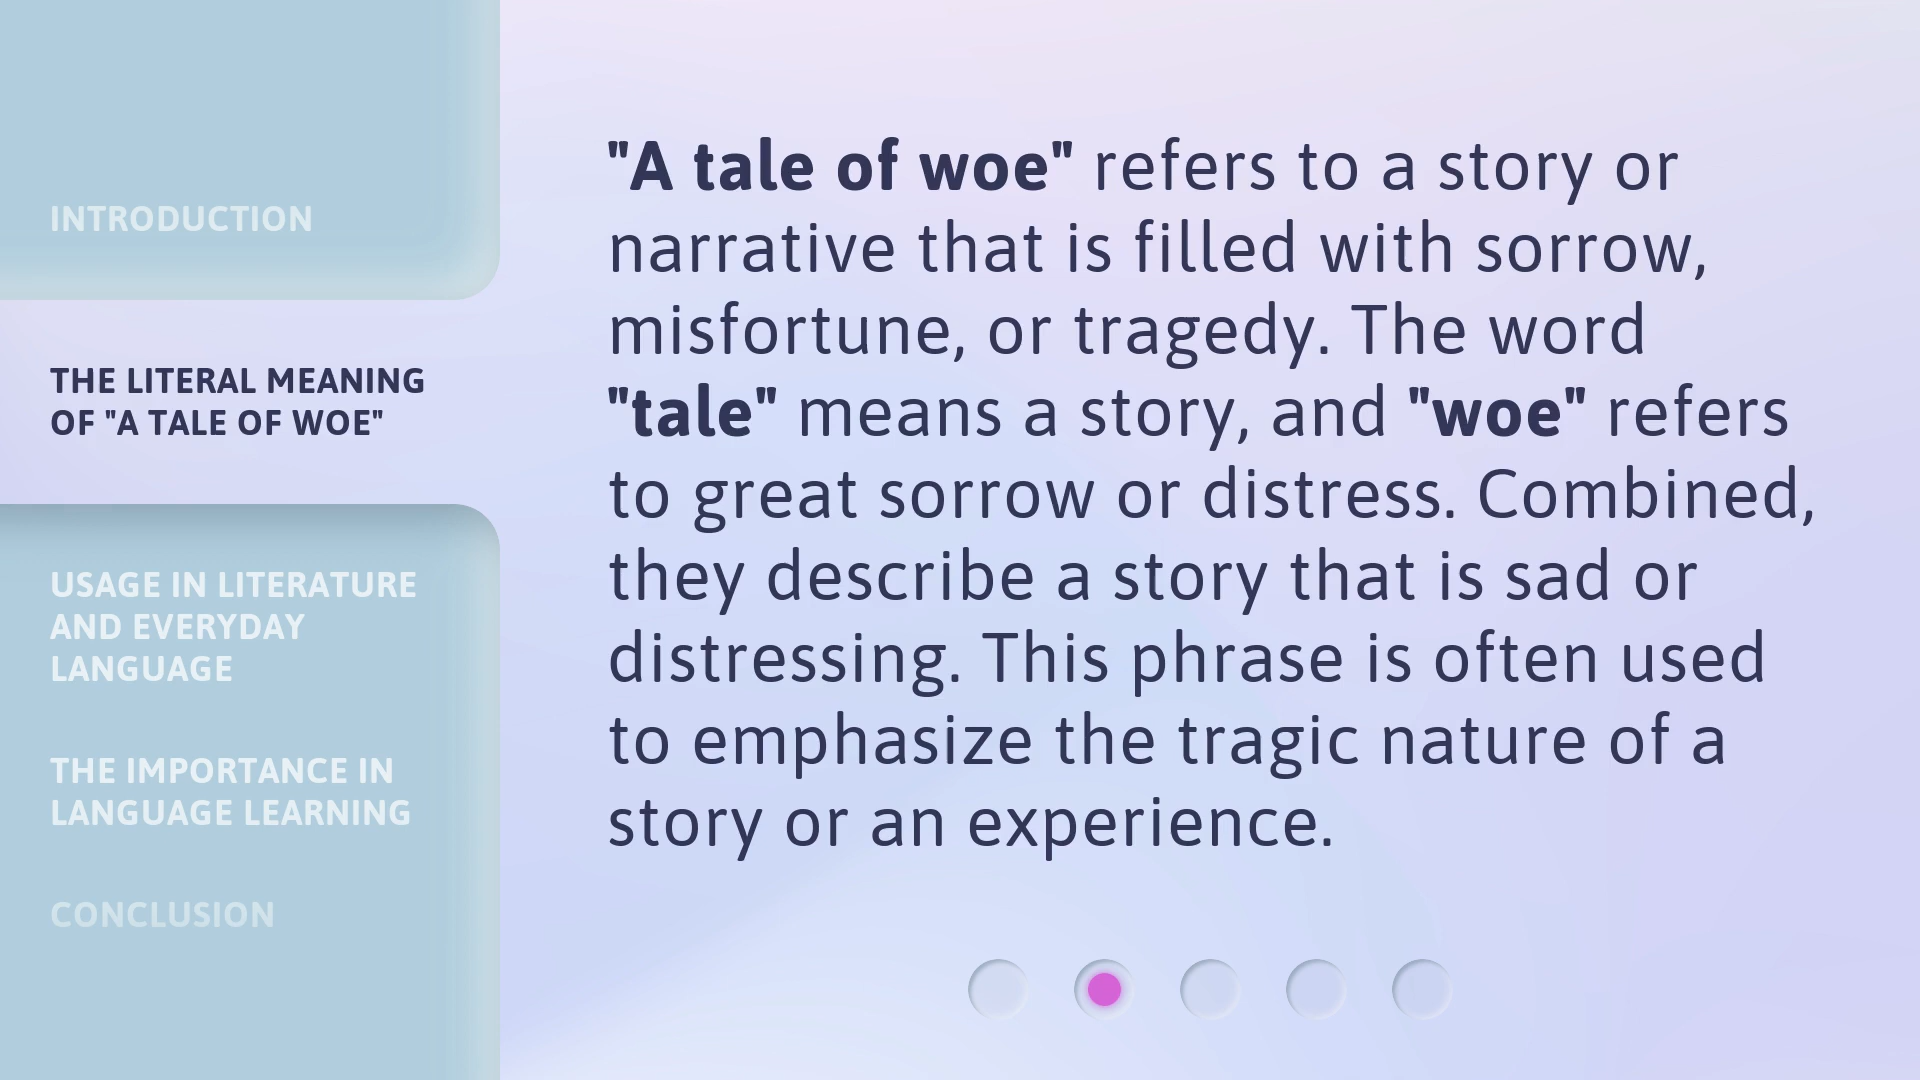 INTRODUCTION
THE LITERAL MEANING
OF "A TALE OF WOE"
USAGE IN LITERATURE
AND EVERYDAY
LANGUAGE
THE IMPORTANCE IN
LANGUAGE LEARNING
CONCLUSION
"A tale of woe" refers to a story or
narrative that is filled with sorrow,
misfortune, or tragedy. The word
"tale" means a story, and "woe" refers
to great sorrow or distress. Combined,
they describe a story that is sad or
distressing. This phrase is often used
to emphasize the tragic nature of a
story or an experience.